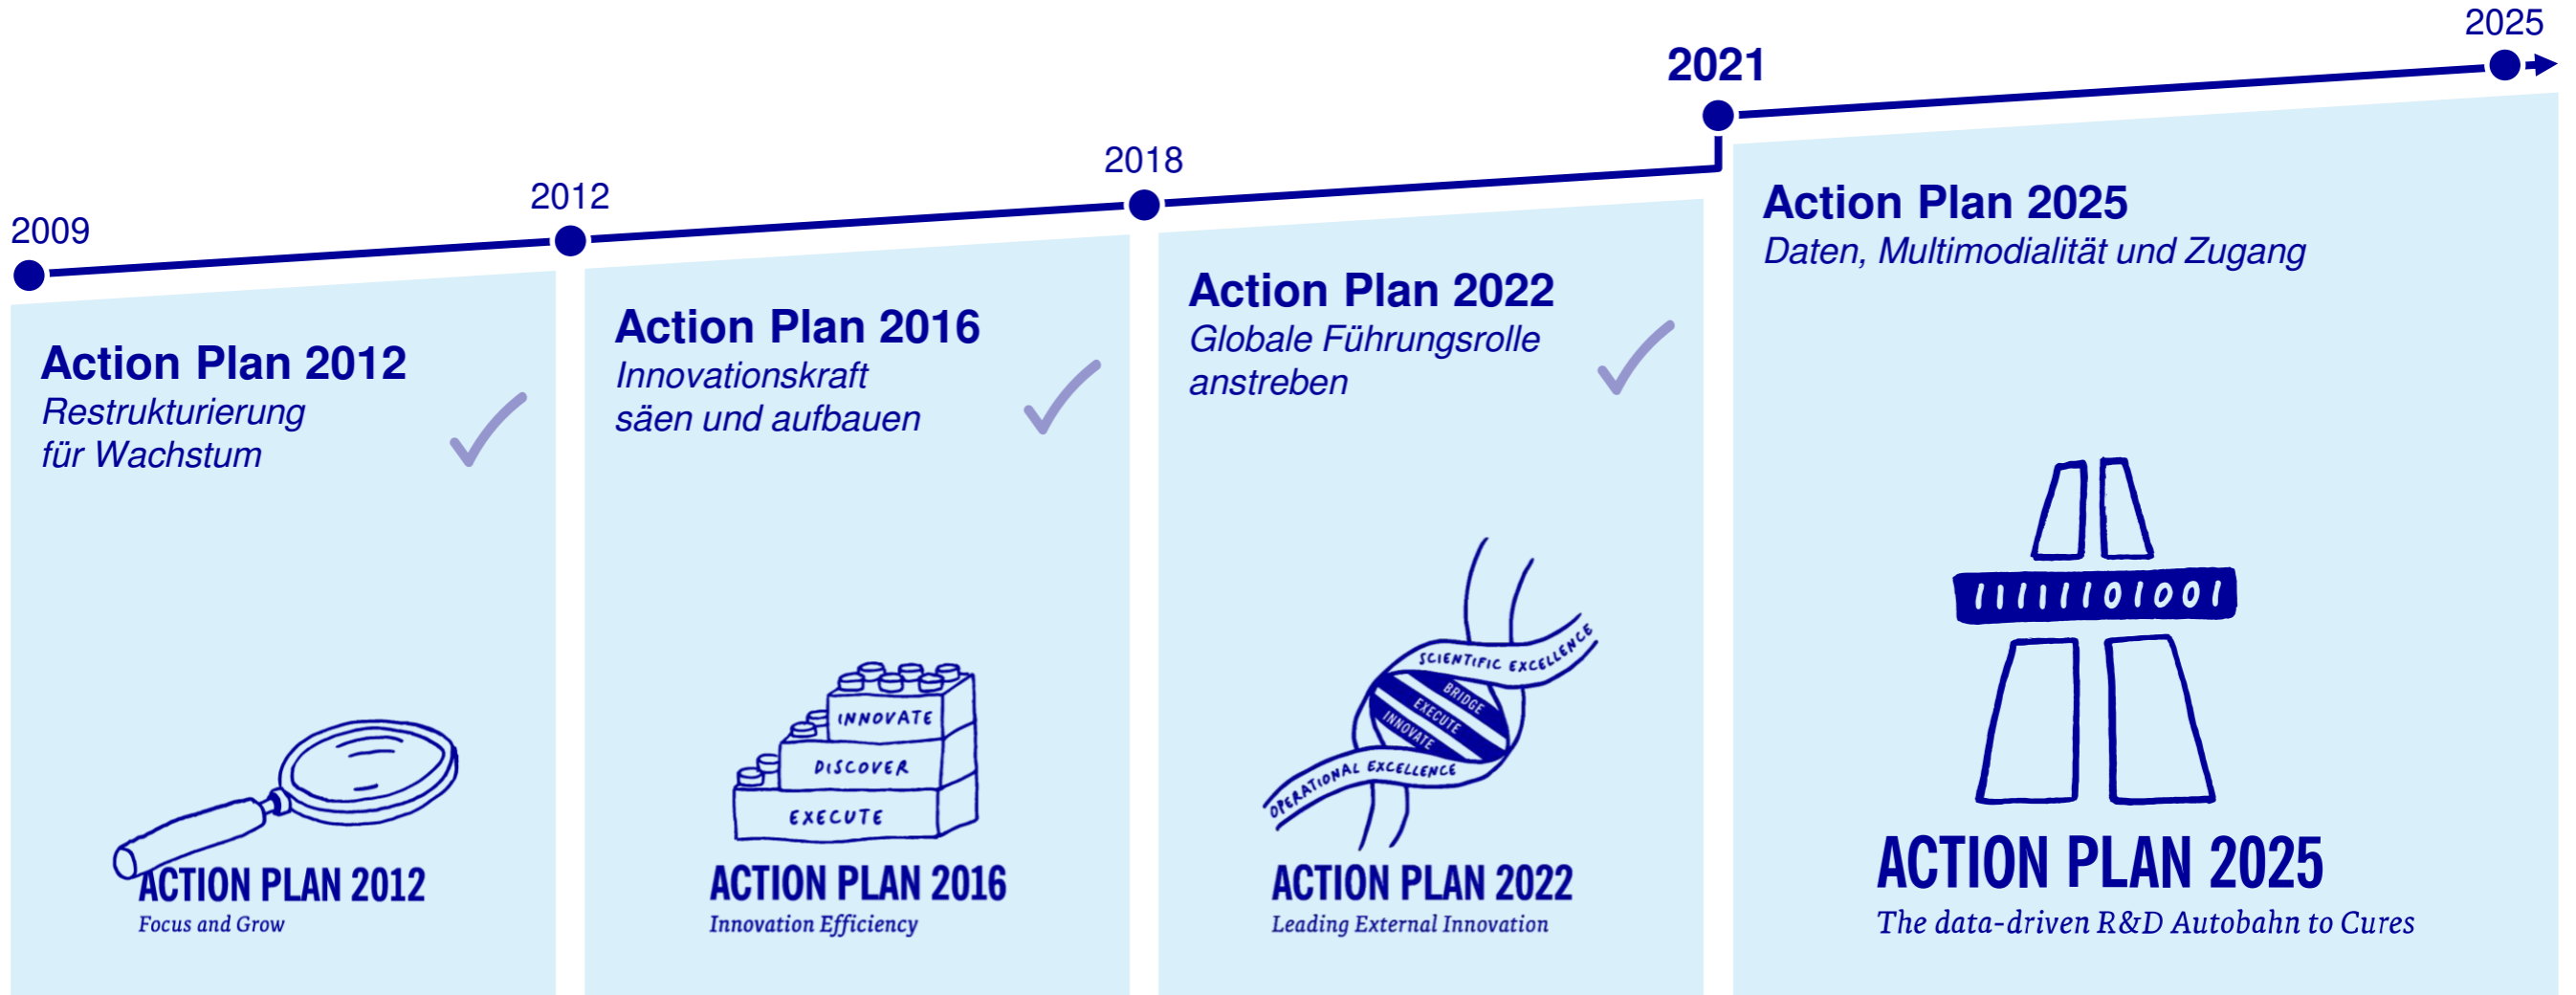 2009
2012
2018
2021
2025
Action Plan 2012
Restrukturierung
für Wachstum
ACTION PLAN 2012
Focus and Grow
Action Plan 2016
Innovationskraft
säen und aufbauen
INNOVATE
DISCOVER
EXECUTE
ACTION PLAN 2016
Innovation Efficiency
Action Plan 2022
Globale Führungsrolle
anstreben
SCIENTIFIC EXCELLENCE
BRIDGE
EXECUTE
INNOVATE
OPERATIONAL EXCELLENCE
ACTION PLAN 2022
Leading External Innovation
Action Plan 2025
Daten, Multimodialität und Zugang
11111101001
ACTION PLAN 2025
The data-driven R&D Autobahn to Cures